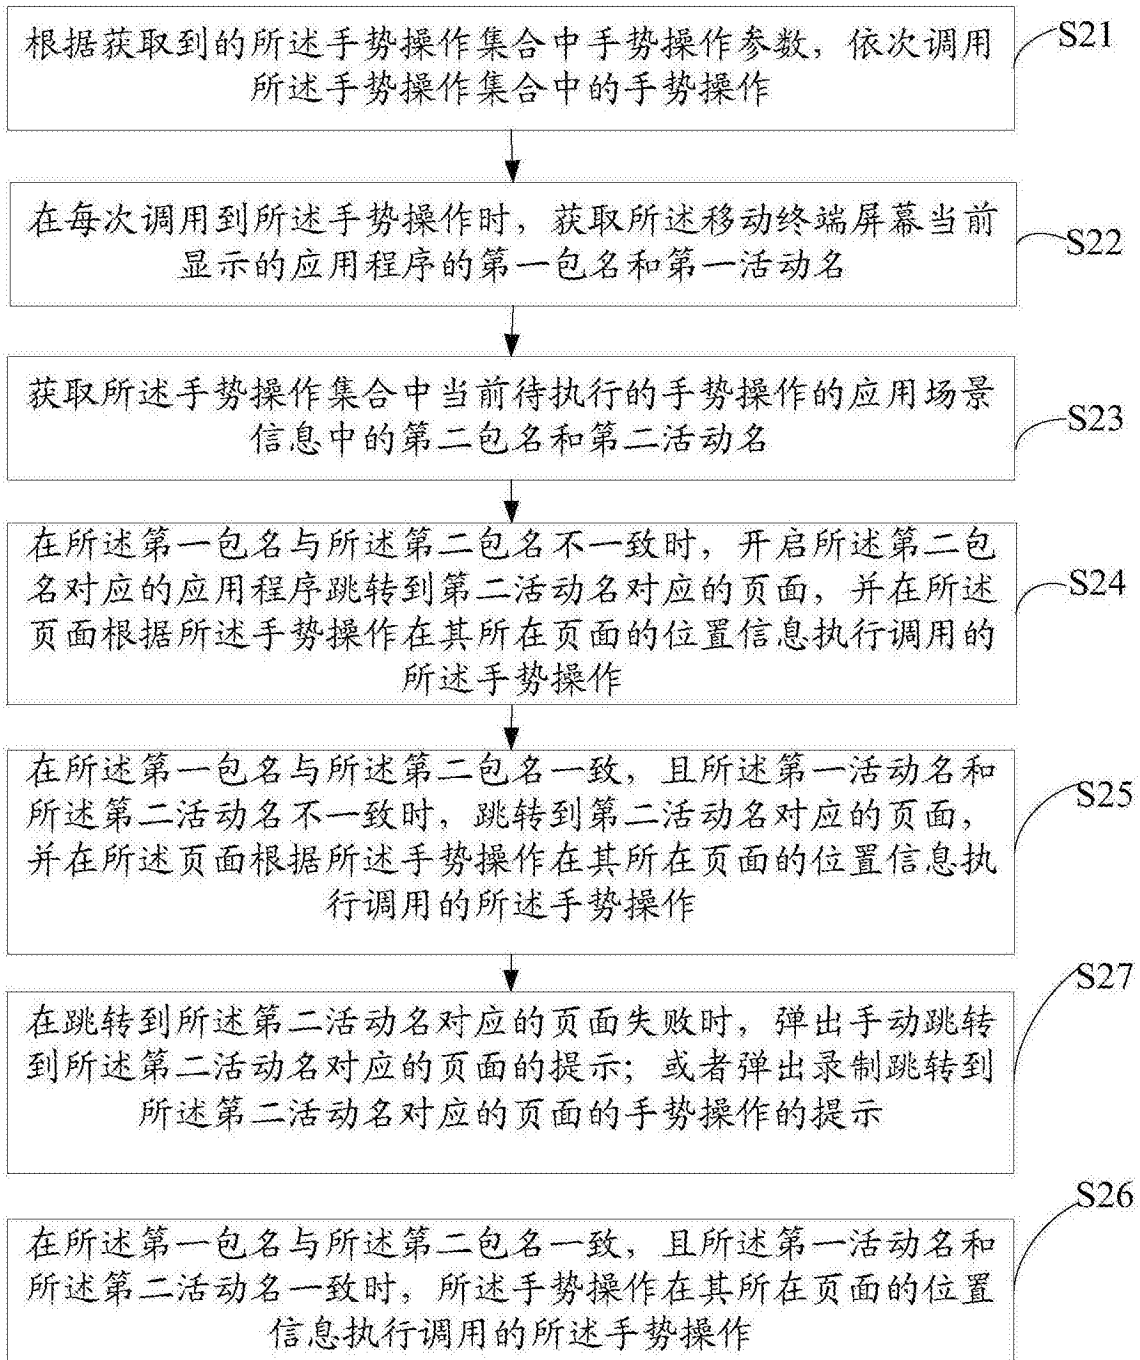 根据获取到的所述手势操作集合中手势操作参数，依次调用
所述手势操作集合中的手势操作
S21
在每次调用到所述手势操作时，获取所述移动终端屏幕当前
显示的应用程序的第一包名和第一活动名
S22
获取所述手势操作集合中当前待执行的手势操作的应用场景
信息中的第二包名和第二活动名
S23
在所述第一包名与所述第二包名不一致时，开启所述第二包
名对应的应用程序跳转到第二活动名对应的页面，并在所述
页面根据所述手势操作在其所在页面的位置信息执行调用的
所述手势操作
S24
在所述第一包名与所述第二包名一致，且所述第一活动名和
所述第二活动名不一致时，跳转到第二活动名对应的页面，
并在所述页面根据所述手势操作在其所在页面的位置信息执
行调用的所述手势操作
S25
在跳转到所述第二活动名对应的页面失败时，弹出手动跳转
到所述第二活动名对应的页面的提示；或者弹出录制跳转到
所述第二活动名对应的页面的手势操作的提示
S27
在所述第一包名与所述第二包名一致，且所述第一活动名和
所述第二活动名一致时，所述手势操作在其所在页面的位置
信息执行调用的所述手势操作
S26